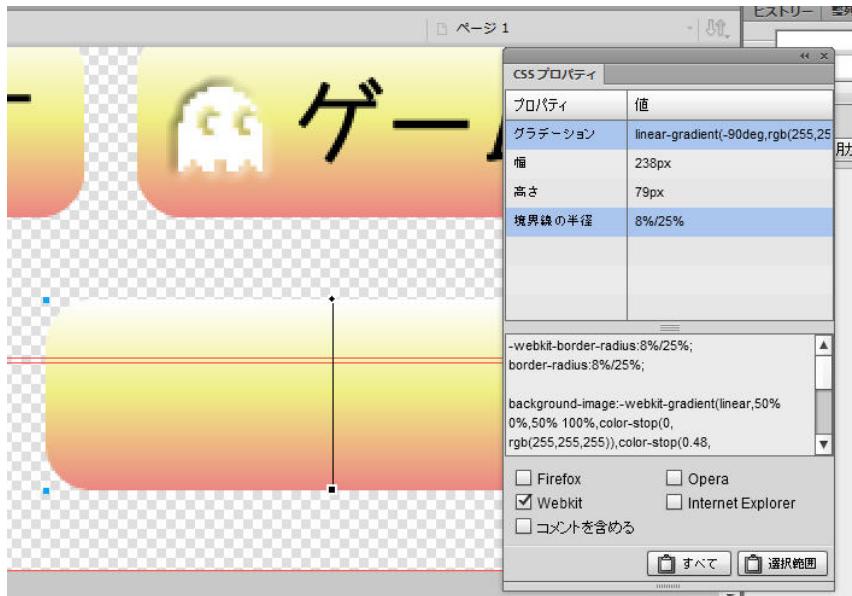 ヒストリー
ページ 1
CSS プロパティ
プロパティ 値
グラデーション linear-gradient(-90deg,rgb(255,25
幅 238px
高さ 79px
境界線の半径 8%/25%
ゲー
-webkit-border-radius:8%/25%;
border-radius:8%/25%;
background-image:-webkit-gradient(linear,50%
0%,50% 100%,color-stop(0,
rgb(255,255,255)),color-stop(0.48,
Firefox Opera
Webkit Internet Explorer
コメントを含める
すべて 選択範囲